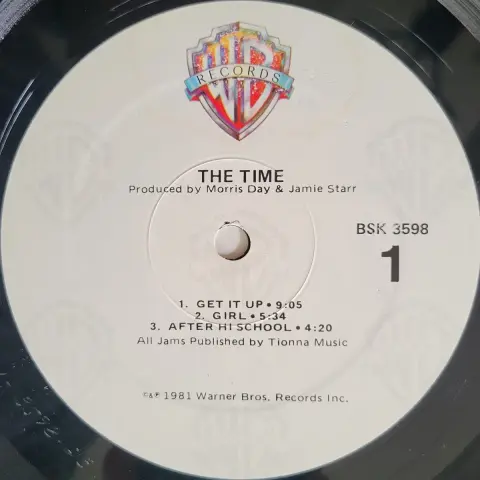 RECORDS
THE TIME
Produced by Morris Day & Jamie Starr
BSK 3598
1
1. GET IT UP • 9:05
2. GIRL • 5:34
3. AFTER HI SCHOOL • 4:20
All Jams Published by Tionna Music
©&℗ 1981 Warner Bros. Records Inc.